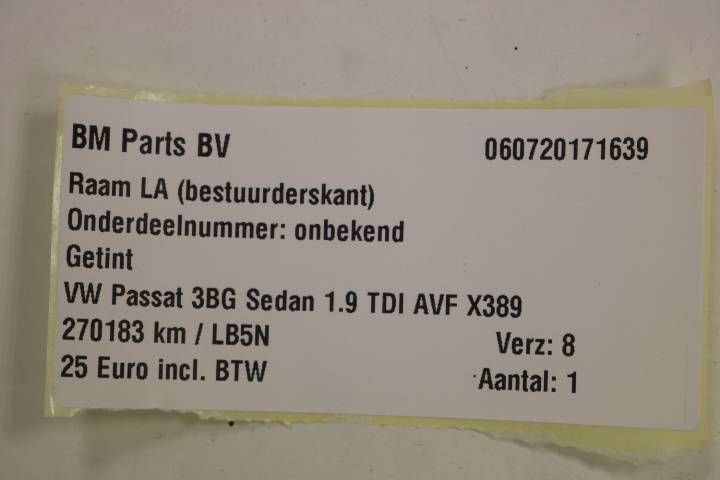 BM Parts BV 060720171639
Raam LA (bestuurderskant)
Onderdeelnummer: onbekend
Getint
VW Passat 3BG Sedan 1.9 TDI AVF X389
270183 km / LB5N Verz: 8
25 Euro incl. BTW Aantal: 1